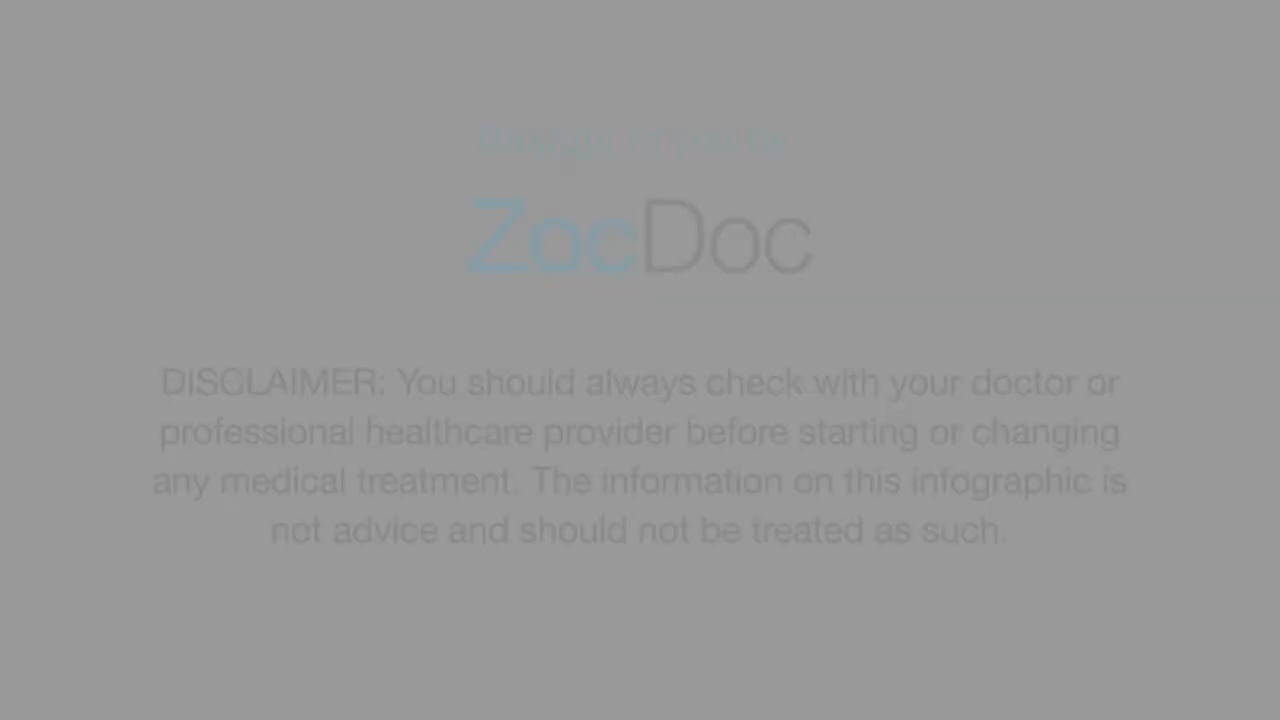 ZocDoc
DISCLAIMER: You should always check with your doctor or
professional healthcare provider before starting or changing
any medical treatment. The information on this infographic is
not advice and should not be treated as such.